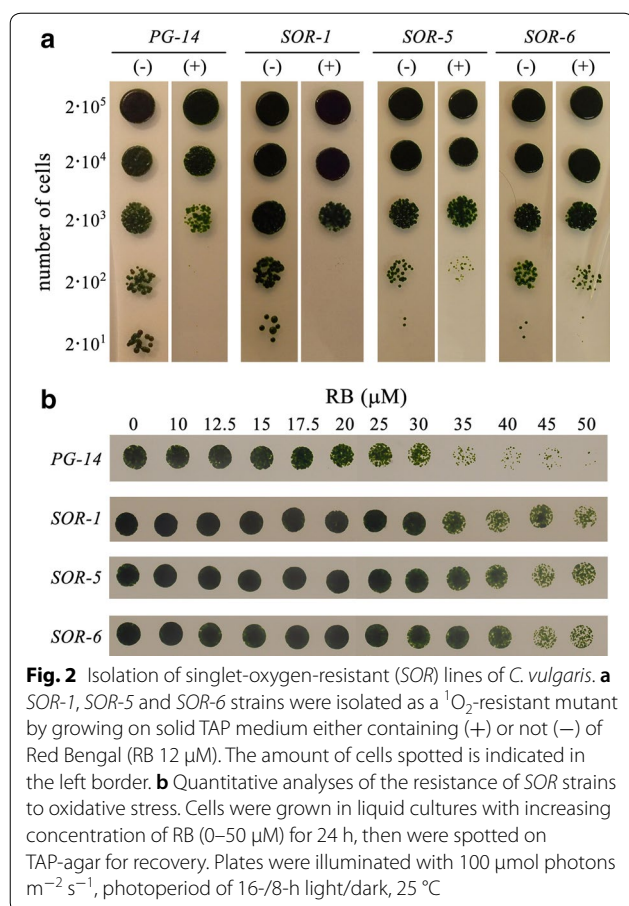 a
PG-14 SOR-1 SOR-5 SOR-6
(-) (+) (-) (+) (-) (+) (-) (+)
number of cells
2·10⁵
2·10⁴
2·10³
2·10²
2·10¹
b
RB (μM)
0 10 12.5 15 17.5 20 25 30 35 40 45 50
PG-14
SOR-1
SOR-5
SOR-6
Fig. 2 Isolation of singlet-oxygen-resistant (SOR) lines of C. vulgaris. a
SOR-1, SOR-5 and SOR-6 strains were isolated as a ¹O₂-resistant mutant
by growing on solid TAP medium either containing (+) or not (−) of
Red Bengal (RB 12 μM). The amount of cells spotted is indicated in
the left border. b Quantitative analyses of the resistance of SOR strains
to oxidative stress. Cells were grown in liquid cultures with increasing
concentration of RB (0–50 μM) for 24 h, then were spotted on
TAP-agar for recovery. Plates were illuminated with 100 μmol photons
m⁻² s⁻¹, photoperiod of 16-/8-h light/dark, 25 °C